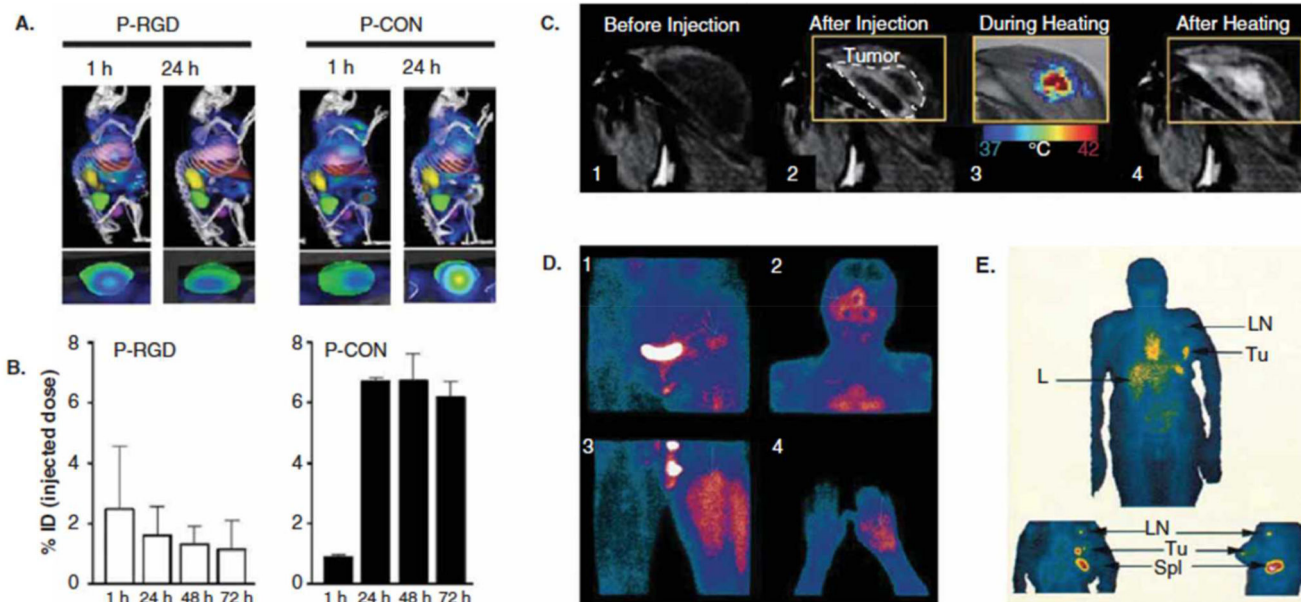 A.
P-RGD
P-CON
1 h
24 h
1 h
24 h
B.
P-RGD
P-CON
% ID (injected dose)
8
6
4
2
0
1 h 24 h 48 h 72 h
8
6
4
2
0
1 h 24 h 48 h 72 h
C.
Before Injection
After Injection
During Heating
After Heating
Tumor
37 °C 42
1
2
3
4
D.
1
2
3
4
E.
LN
Tu
L
LN
Tu
Spl